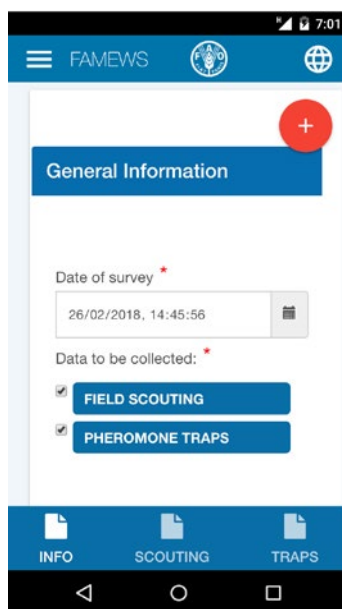 7:01
FAMEWS
General Information
Date of survey *
26/02/2018, 14:45:56
Data to be collected: *
FIELD SCOUTING
PHEROMONE TRAPS
INFO SCOUTING TRAPS